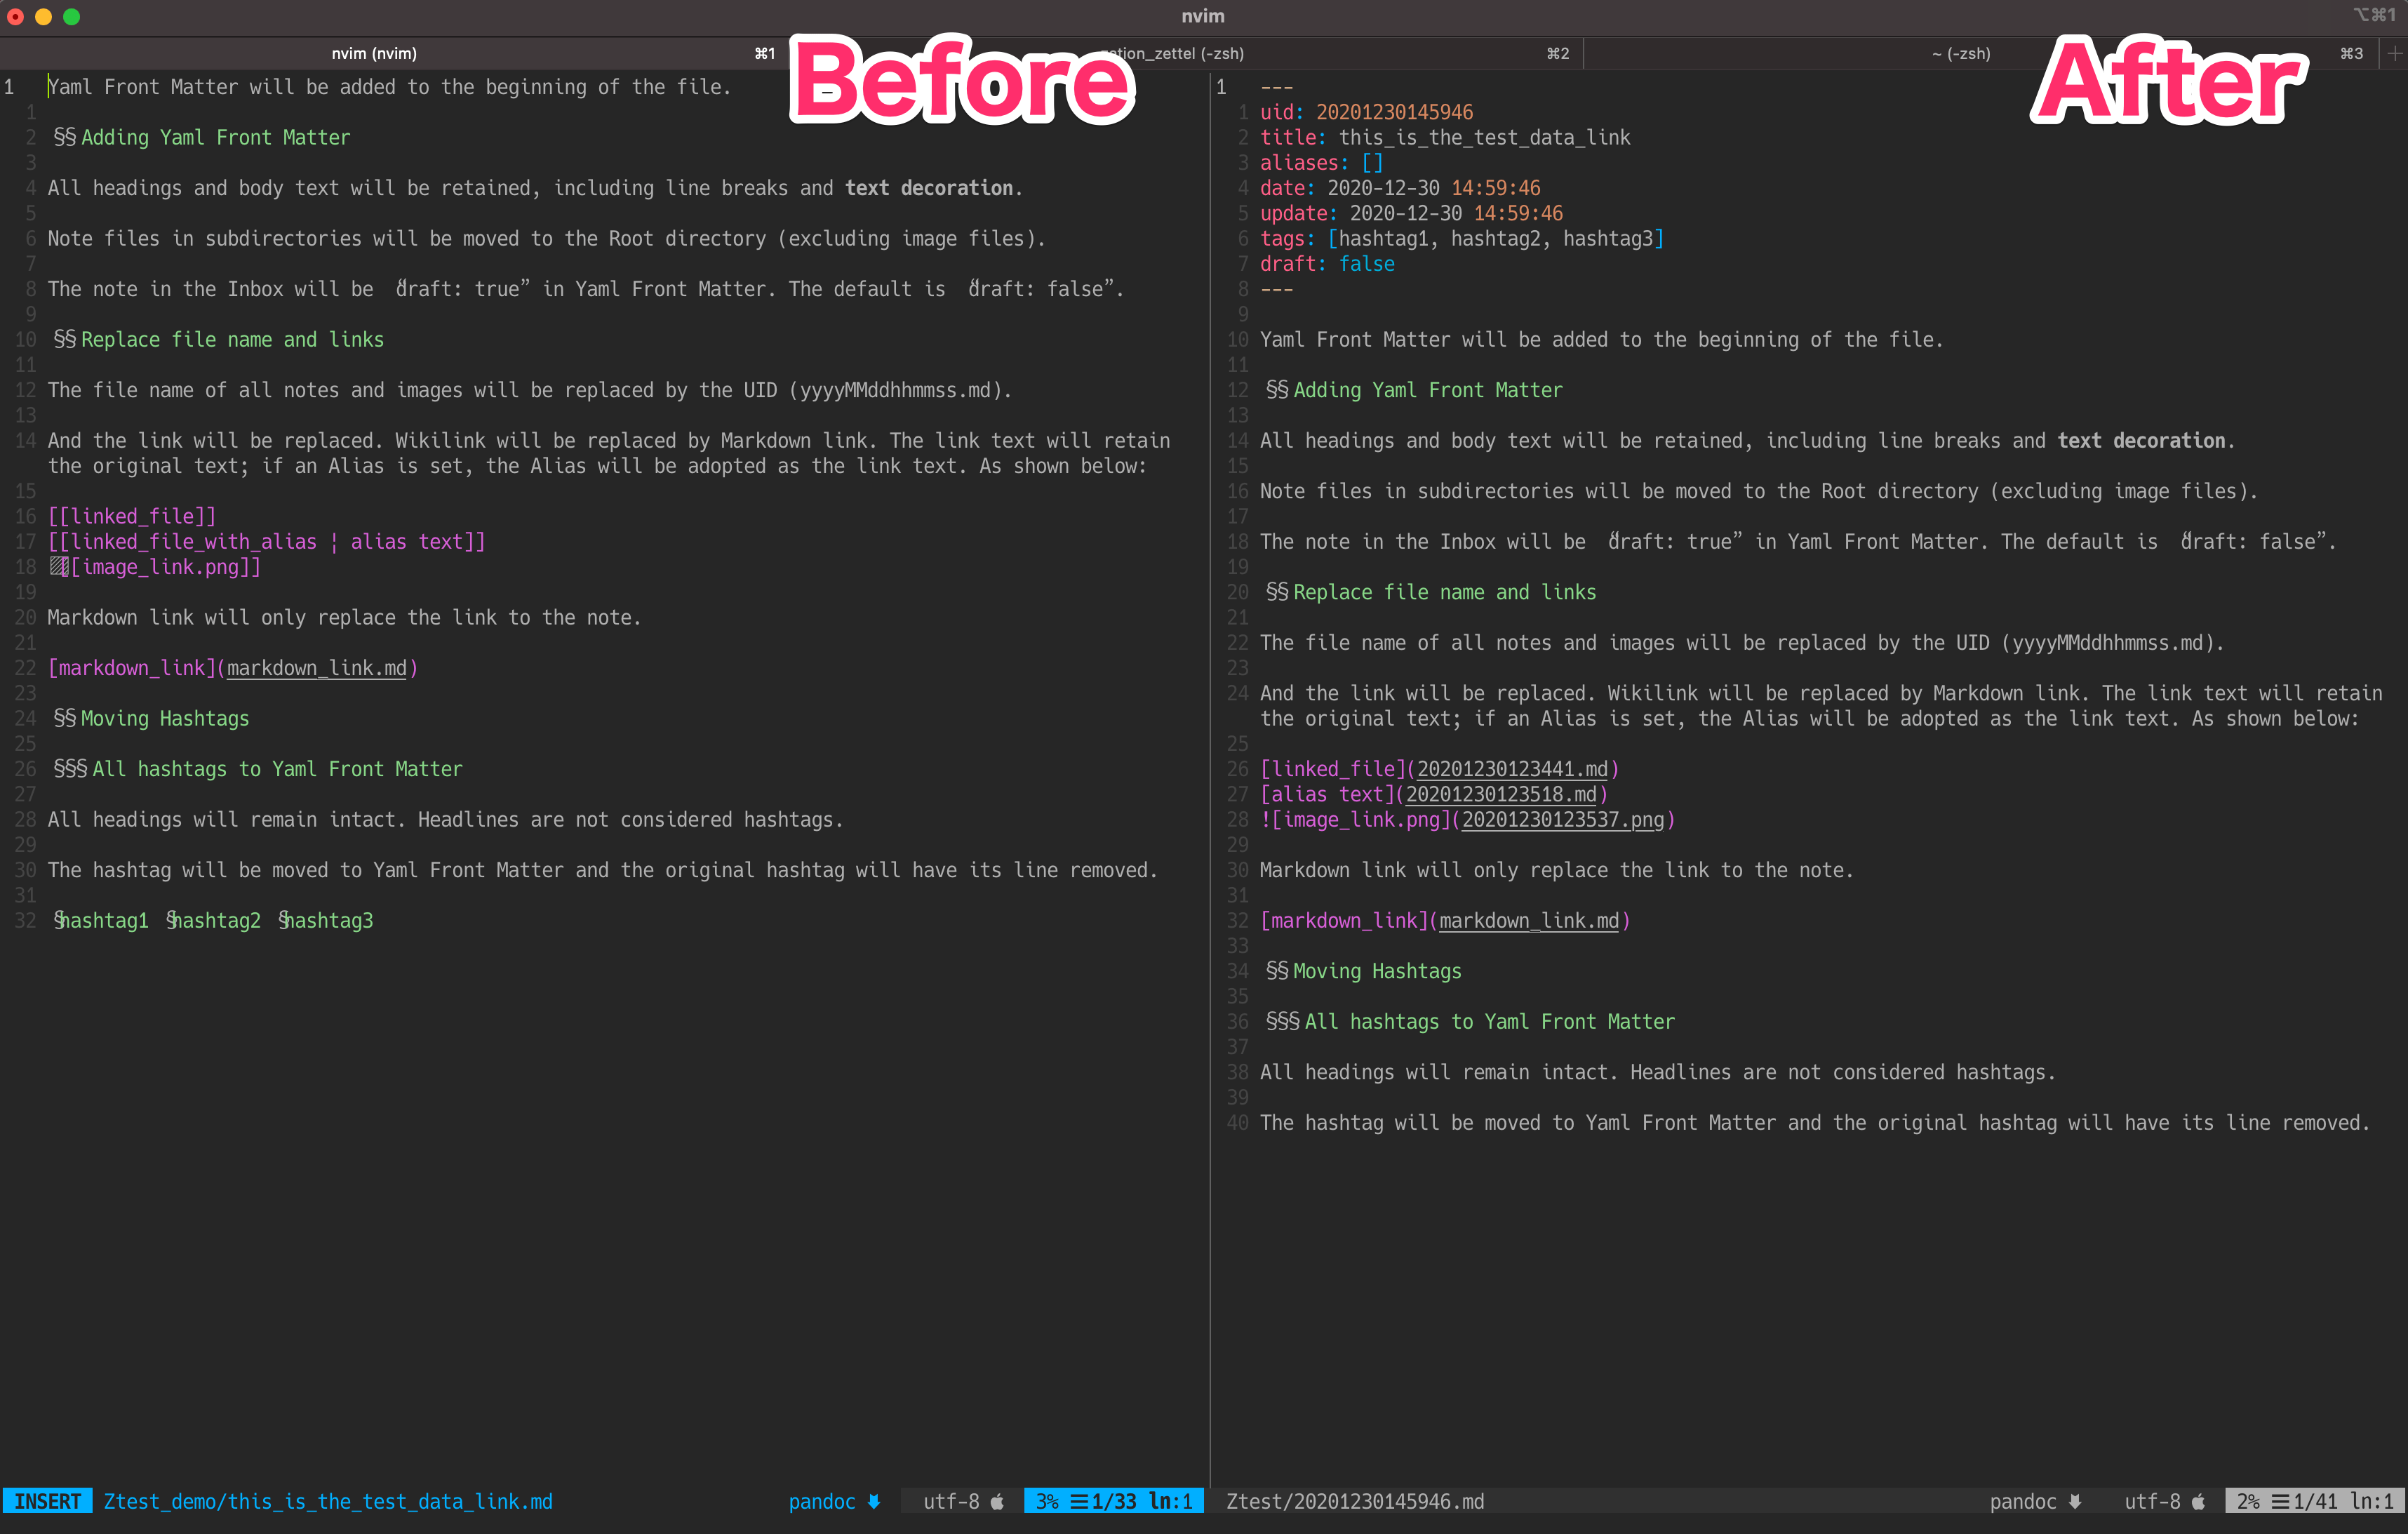 nvim
⌥⌘1
nvim (nvim) ⌘1
(-zsh) ⌘2
~ (-zsh) ⌘3
Before
After
1 Yaml Front Matter will be added to the beginning of the file.
1
2 §§ Adding Yaml Front Matter
3
4 All headings and body text will be retained, including line breaks and text decoration.
5
6 Note files in subdirectories will be moved to the Root directory (excluding image files).
7
8 The note in the Inbox will be “draft: true” in Yaml Front Matter. The default is “draft: false”.
9
10 §§ Replace file name and links
11
12 The file name of all notes and images will be replaced by the UID (yyyyMMddhhmmss.md).
13
14 And the link will be replaced. Wikilink will be replaced by Markdown link. The link text will retain
the original text; if an Alias is set, the Alias will be adopted as the link text. As shown below:
15
16 [[linked_file]]
17 [[linked_file_with_alias ¦ alias text]]
18 ▨[[image_link.png]]
19
20 Markdown link will only replace the link to the note.
21
22 [markdown_link](markdown_link.md)
23
24 §§ Moving Hashtags
25
26 §§§ All hashtags to Yaml Front Matter
27
28 All headings will remain intact. Headlines are not considered hashtags.
29
30 The hashtag will be moved to Yaml Front Matter and the original hashtag will have its line removed.
31
32 §hashtag1 §hashtag2 §hashtag3
INSERT Ztest_demo/this_is_the_test_data_link.md pandoc utf-8 3% ☰ 1/33 ln:1
1 ---
1 uid: 20201230145946
2 title: this_is_the_test_data_link
3 aliases: []
4 date: 2020-12-30 14:59:46
5 update: 2020-12-30 14:59:46
6 tags: [hashtag1, hashtag2, hashtag3]
7 draft: false
8 ---
9
10 Yaml Front Matter will be added to the beginning of the file.
11
12 §§ Adding Yaml Front Matter
13
14 All headings and body text will be retained, including line breaks and text decoration.
15
16 Note files in subdirectories will be moved to the Root directory (excluding image files).
17
18 The note in the Inbox will be “draft: true” in Yaml Front Matter. The default is “draft: false”.
19
20 §§ Replace file name and links
21
22 The file name of all notes and images will be replaced by the UID (yyyyMMddhhmmss.md).
23
24 And the link will be replaced. Wikilink will be replaced by Markdown link. The link text will retain
the original text; if an Alias is set, the Alias will be adopted as the link text. As shown below:
25
26 [linked_file](20201230123441.md)
27 [alias text](20201230123518.md)
28 ![image_link.png](20201230123537.png)
29
30 Markdown link will only replace the link to the note.
31
32 [markdown_link](markdown_link.md)
33
34 §§ Moving Hashtags
35
36 §§§ All hashtags to Yaml Front Matter
37
38 All headings will remain intact. Headlines are not considered hashtags.
39
40 The hashtag will be moved to Yaml Front Matter and the original hashtag will have its line removed.
Ztest/20201230145946.md pandoc utf-8 2% ☰ 1/41 ln:1